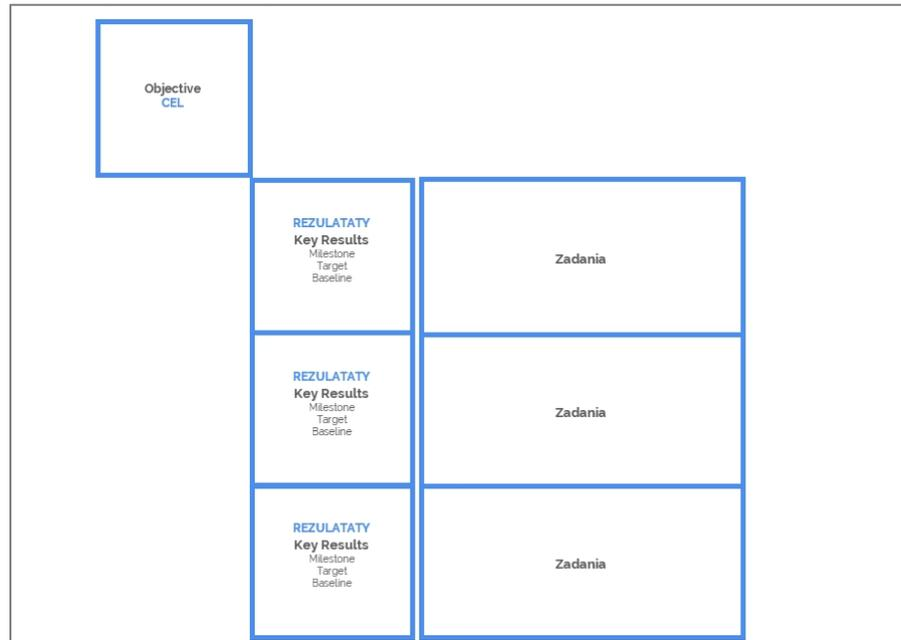 Objective
CEL
REZULATATY
Key Results
Milestone
Target
Baseline
Zadania
REZULATATY
Key Results
Milestone
Target
Baseline
Zadania
REZULATATY
Key Results
Milestone
Target
Baseline
Zadania